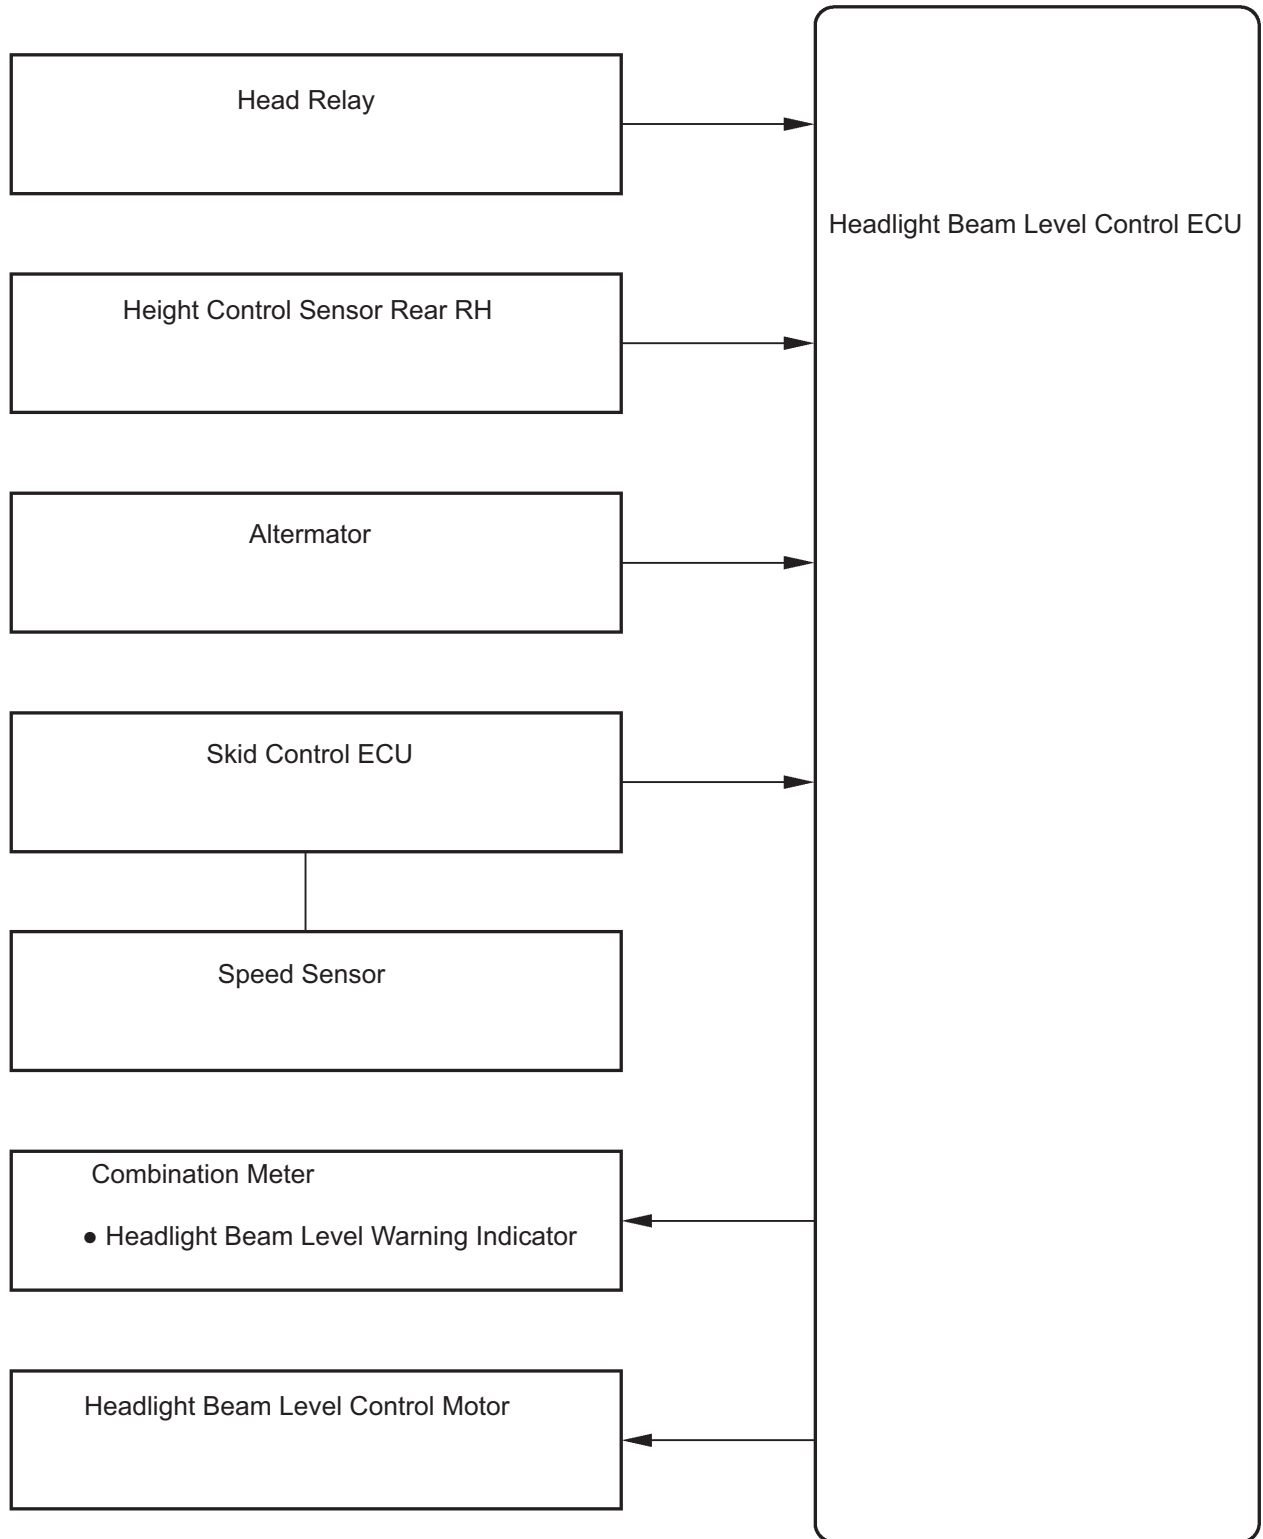 Head Relay
Headlight Beam Level Control ECU
Height Control Sensor Rear RH
Altermator
Skid Control ECU
Speed Sensor
Combination Meter
● Headlight Beam Level Warning Indicator
Headlight Beam Level Control Motor